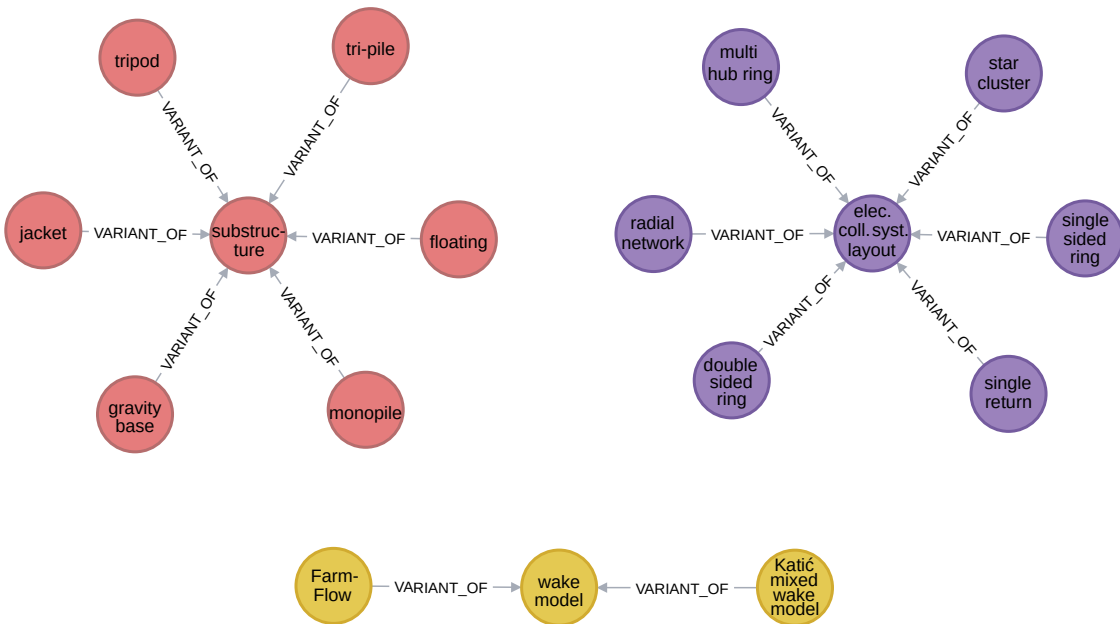 tripod
tri-pile
VARIANT_OF
VARIANT_OF
jacket
VARIANT_OF
substruc-
ture
VARIANT_OF
floating
VARIANT_OF
VARIANT_OF
gravity
base
monopile
multi
hub ring
star
cluster
VARIANT_OF
VARIANT_OF
radial
network
VARIANT_OF
elec.
coll.syst.
layout
VARIANT_OF
single
sided
ring
VARIANT_OF
VARIANT_OF
double
sided
ring
single
return
Farm-
Flow
VARIANT_OF
wake
model
VARIANT_OF
Katić
mixed
wake
model